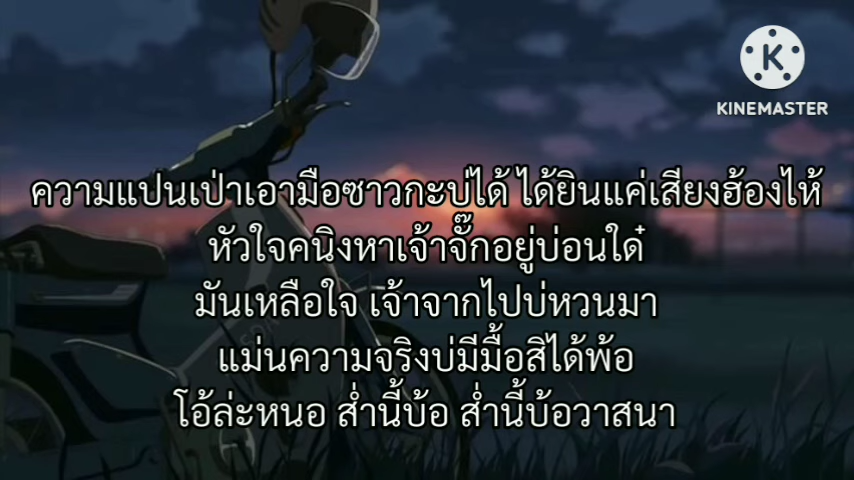 KINEMASTER
ความแปนเป่าเอามือซาวกะบ่ได้ ได้ยินแค่เสียงฮ้องไห้
หัวใจคนิงหาเจ้าจั๊กอยู่บ่อนใด๋
มันเหลือใจ เจ้าจากไปบ่หวนมา
แม่นความจริงบ่มีมื้อสิได้พ้อ
โอ้ล่ะหนอ ส่ำนี้บ้อ ส่ำนี้บ้อวาสนา